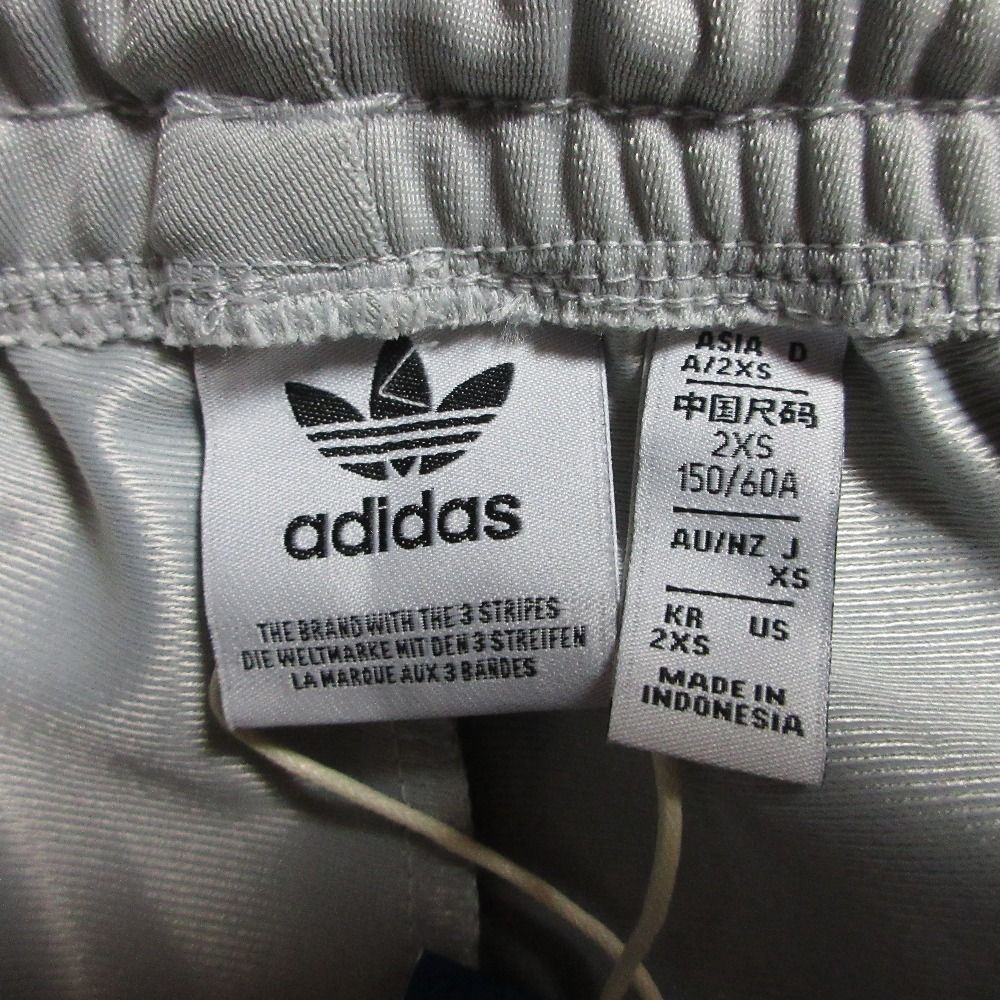 adidas
THE BRAND WITH THE 3 STRIPES
DIE WELTMARKE MIT DEN 3 STREIFEN
LA MARQUE AUX 3 BANDES
ASIA D
A/2XS
中国尺码
2XS
150/60A
AU/NZ J
XS
KR US
2XS
MADE IN
INDONESIA